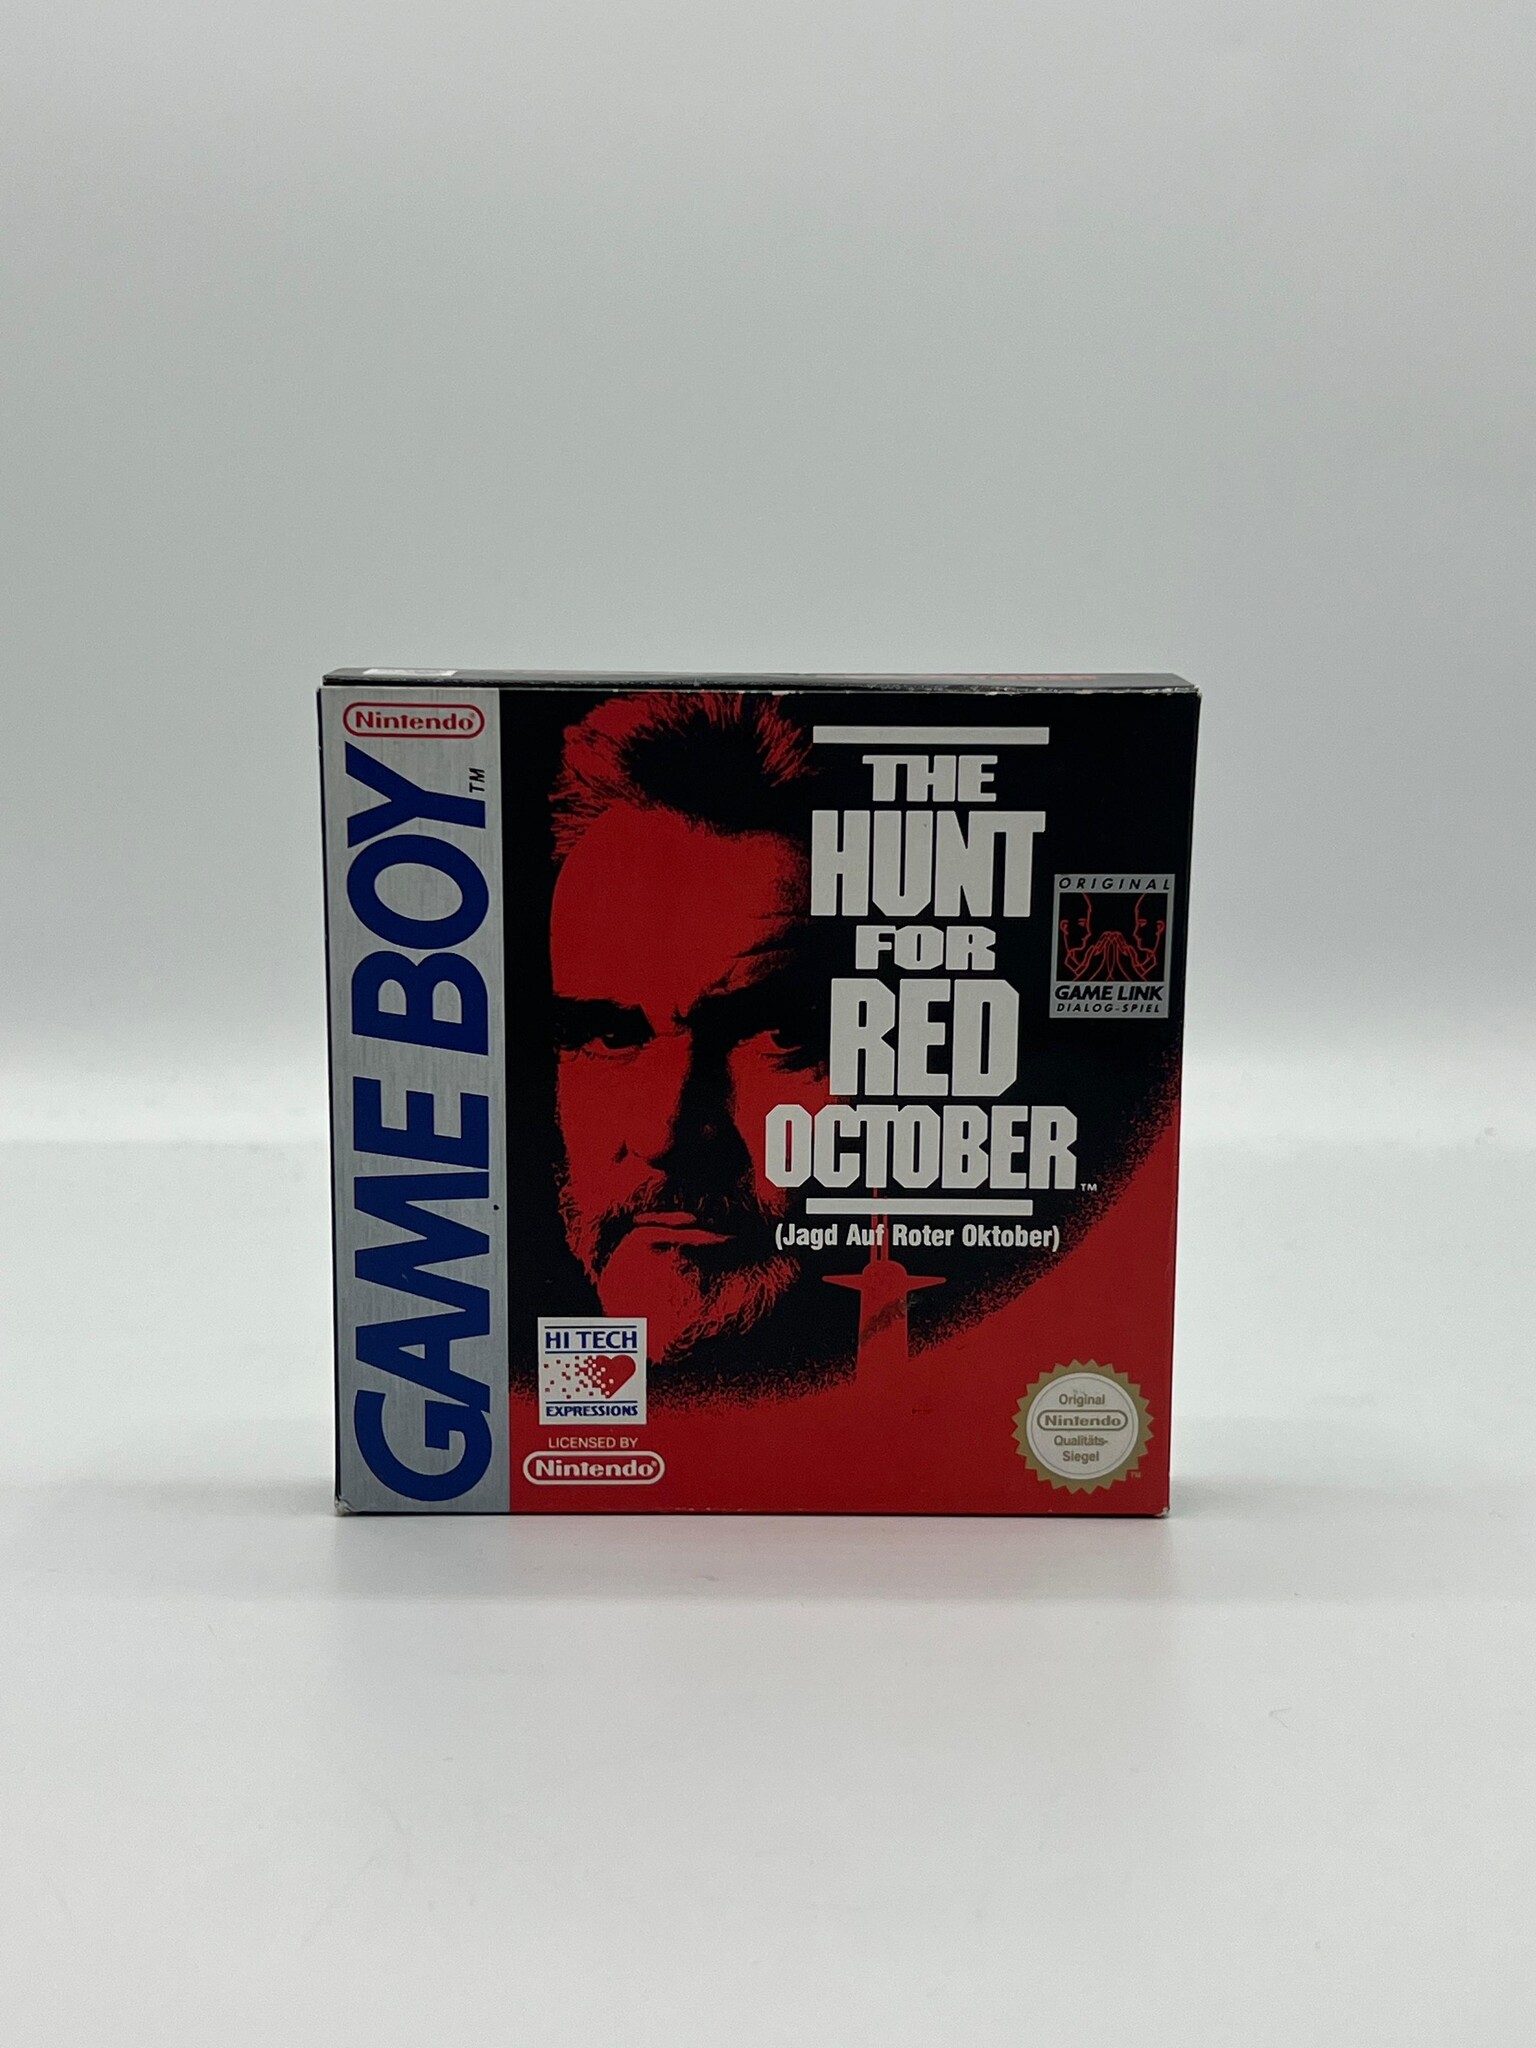 Nintendo®
GAME BOY™
THE
HUNT
FOR
RED
OCTOBER™
(Jagd Auf Roter Oktober)
ORIGINAL
GAME LINK
DIALOG-SPIEL
HI TECH
EXPRESSIONS
LICENSED BY
Nintendo®
Original
Nintendo®
Qualitäts-
Siegel
™